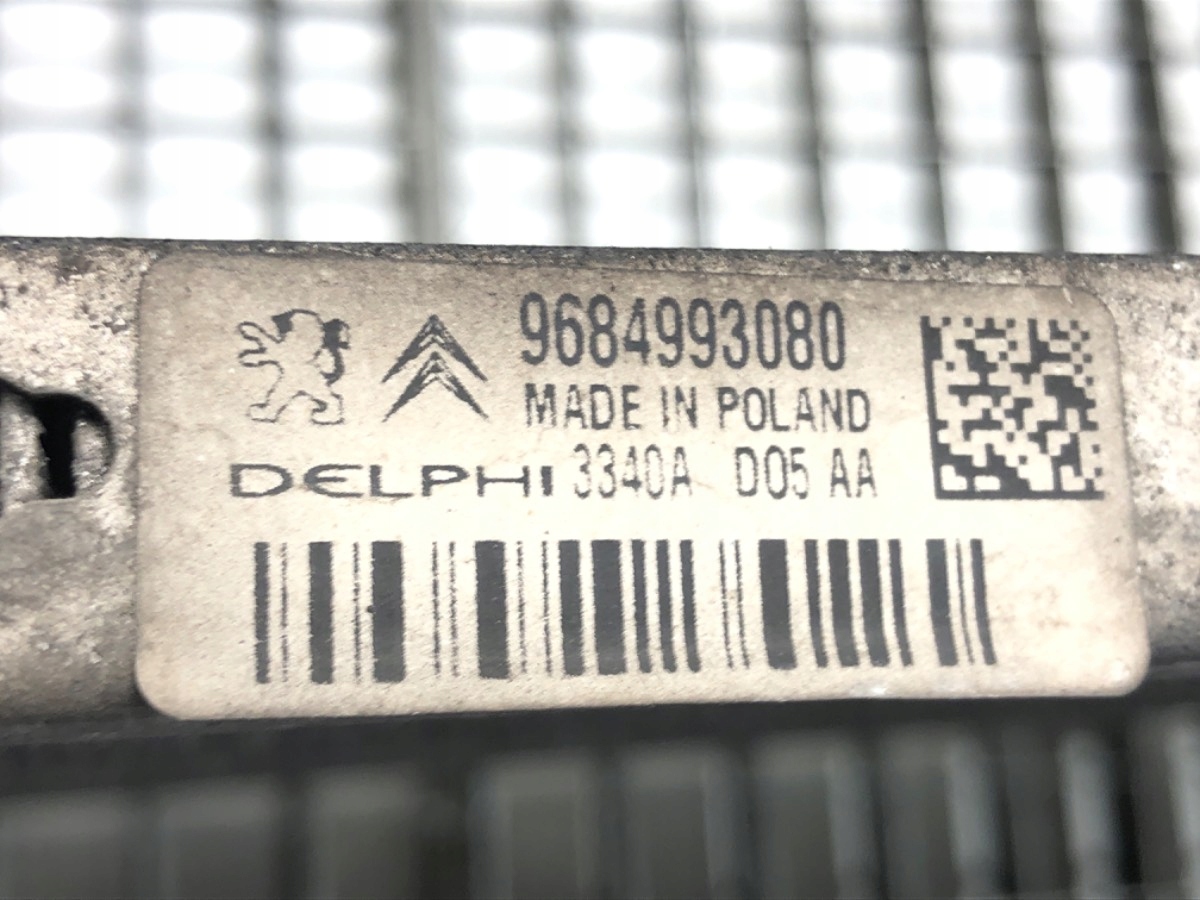 9684993080
MADE IN POLAND
DELPHI 3340A D05 AA